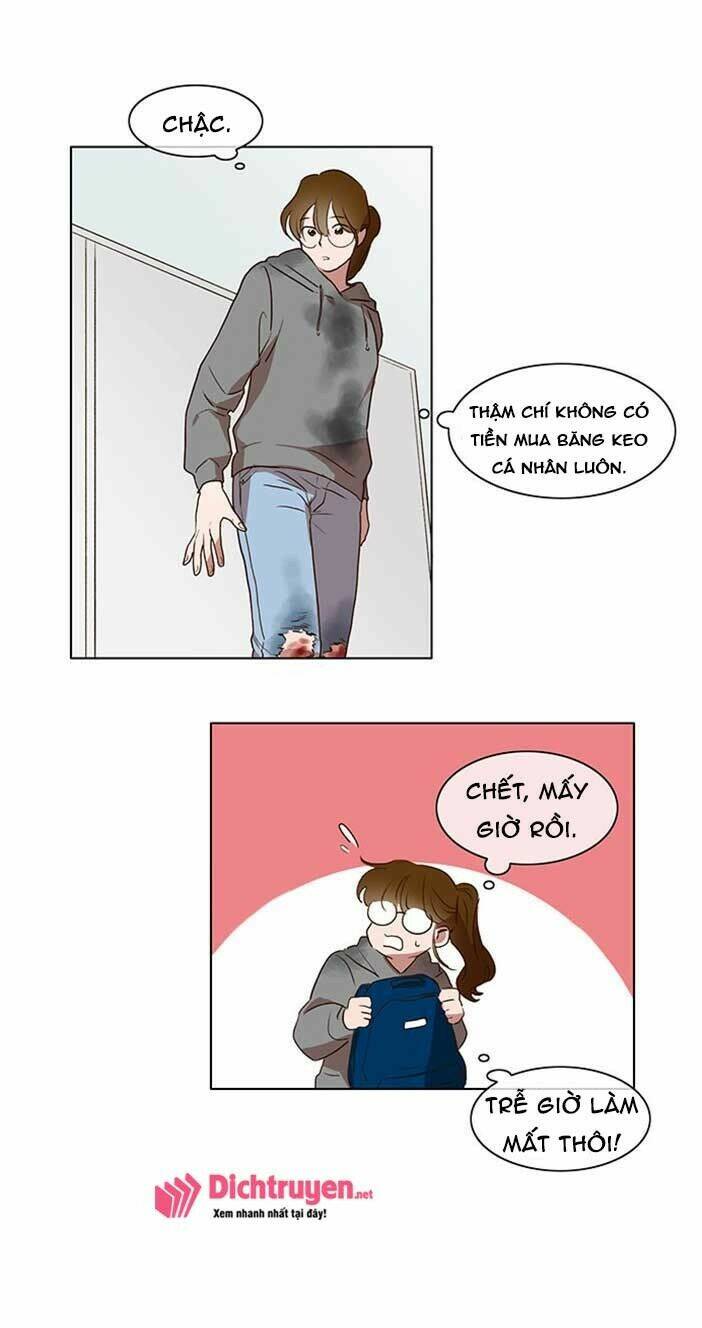 CHẬC.
THẬM CHÍ KHÔNG CÓ
TIỀN MUA BĂNG KEO
CÁ NHÂN LUÔN.
CHẾT, MẤY
GIỜ RỒI.
TRỄ GIỜ LÀM
MẤT THÔI!
Dichtruyen.net
Xem nhanh nhất tại đây!